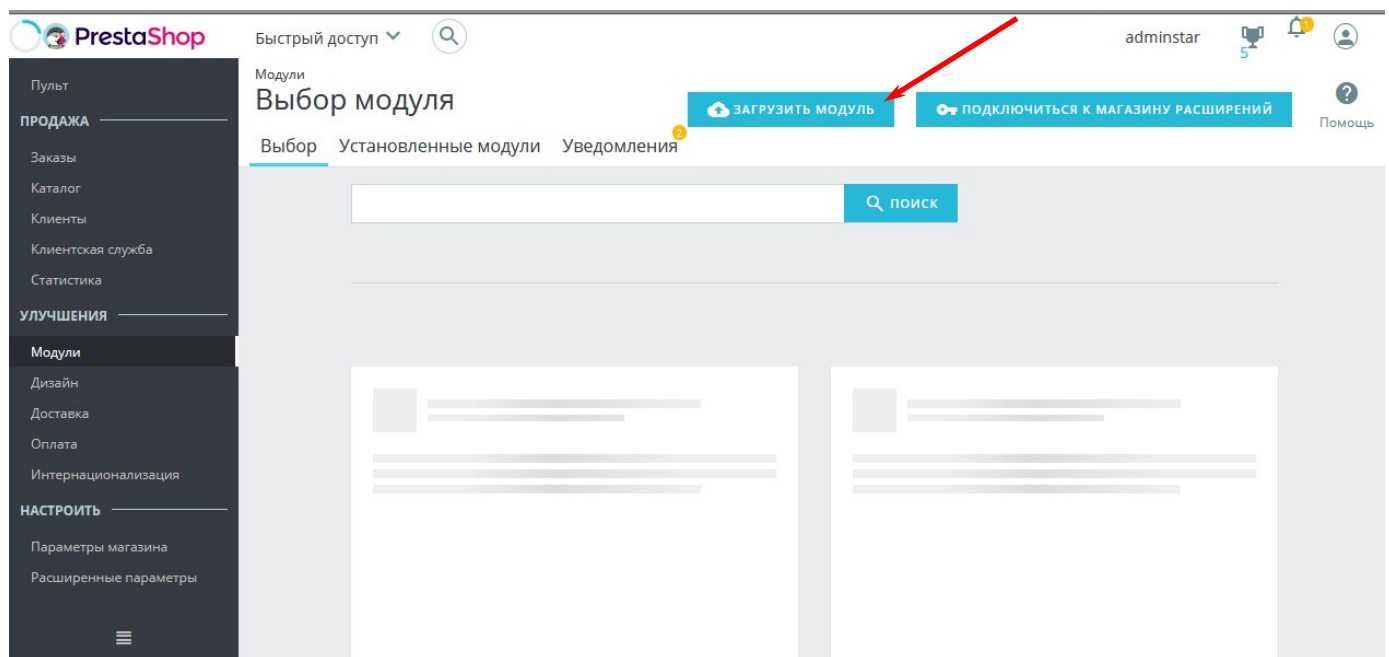 PrestaShop
Быстрый доступ
adminstar
5
1
Пульт
ПРОДАЖА
Заказы
Каталог
Клиенты
Клиентская служба
Статистика
УЛУЧШЕНИЯ
Модули
Дизайн
Доставка
Оплата
Интернационализация
НАСТРОИТЬ
Параметры магазина
Расширенные параметры
Модули
Выбор модуля
ЗАГРУЗИТЬ МОДУЛЬ
ПОДКЛЮЧИТЬСЯ К МАГАЗИНУ РАСШИРЕНИЙ
?
Помощь
Выбор Установленные модули Уведомления 2
ПОИСК